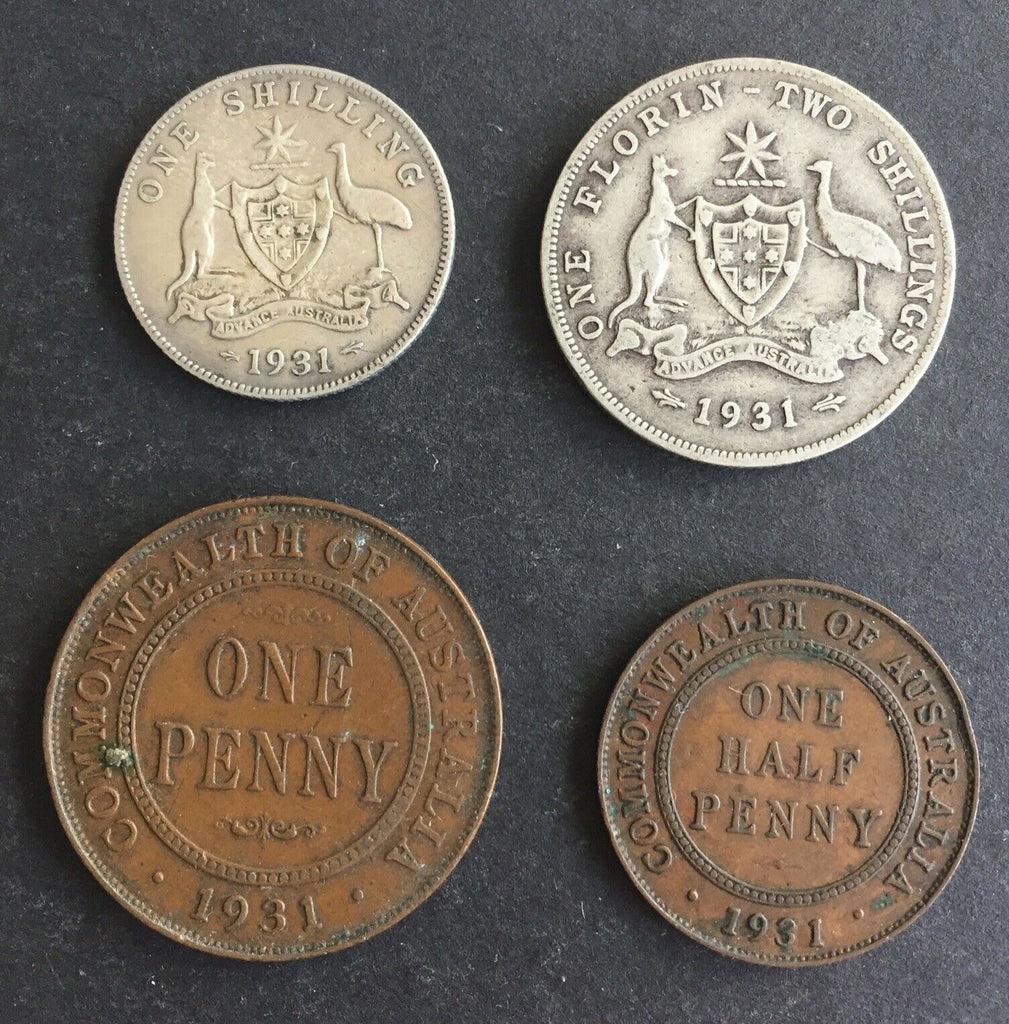 ONE SHILLING
ADVANCE AUSTRALIA
1931
ONE FLORIN - TWO SHILLINGS
ADVANCE AUSTRALIA
1931
COMMONWEALTH OF AUSTRALIA
ONE
PENNY
1931
COMMONWEALTH OF AUSTRALIA
ONE
HALF
PENNY
1931